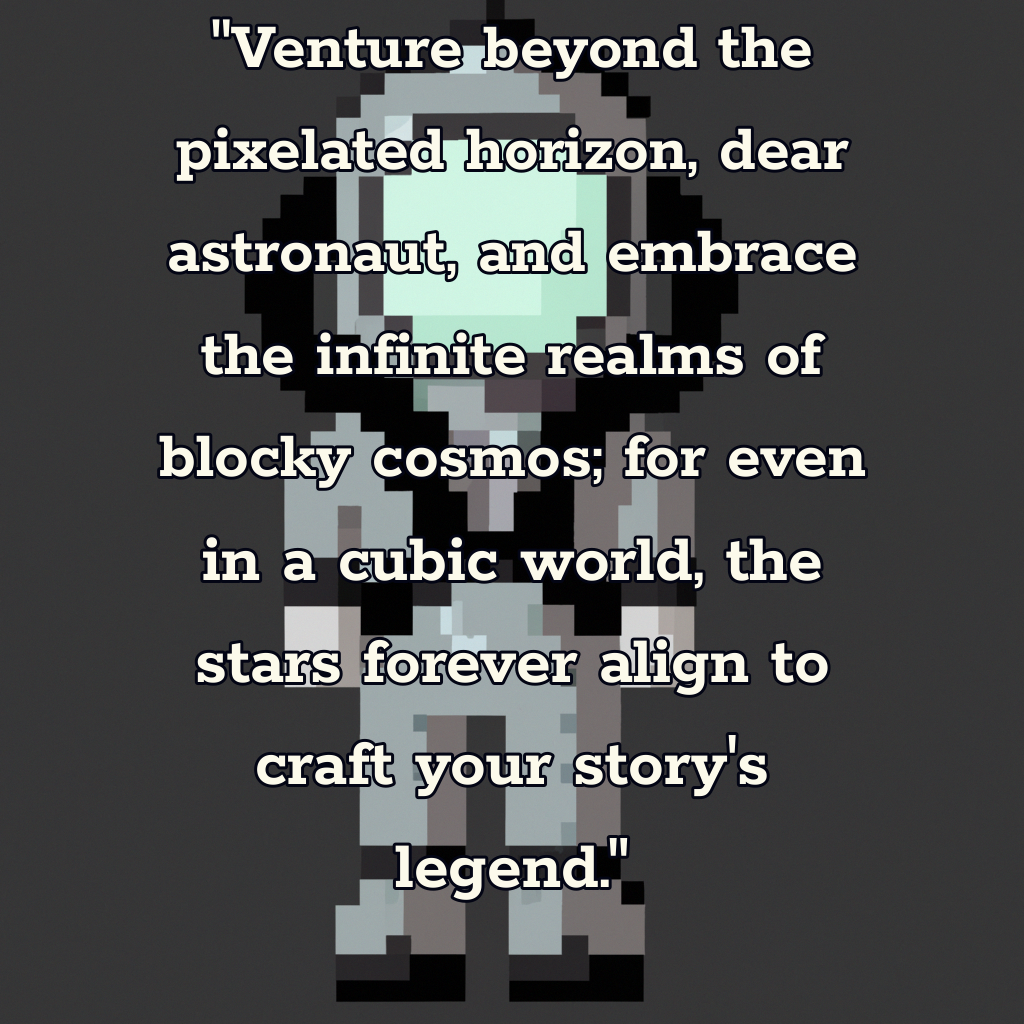 "Venture beyond the
pixelated horizon, dear
astronaut, and embrace
the infinite realms of
blocky cosmos; for even
in a cubic world, the
stars forever align to
craft your story's
legend."